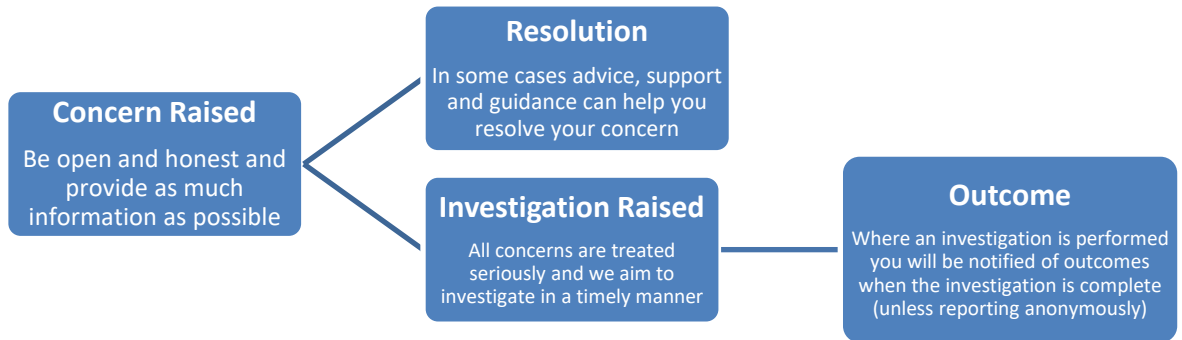 Concern Raised
Be open and honest and
provide as much
information as possible
Resolution
In some cases advice, support
and guidance can help you
resolve your concern
Investigation Raised
All concerns are treated
seriously and we aim to
investigate in a timely manner
Outcome
Where an investigation is performed
you will be notified of outcomes
when the investigation is complete
(unless reporting anonymously)